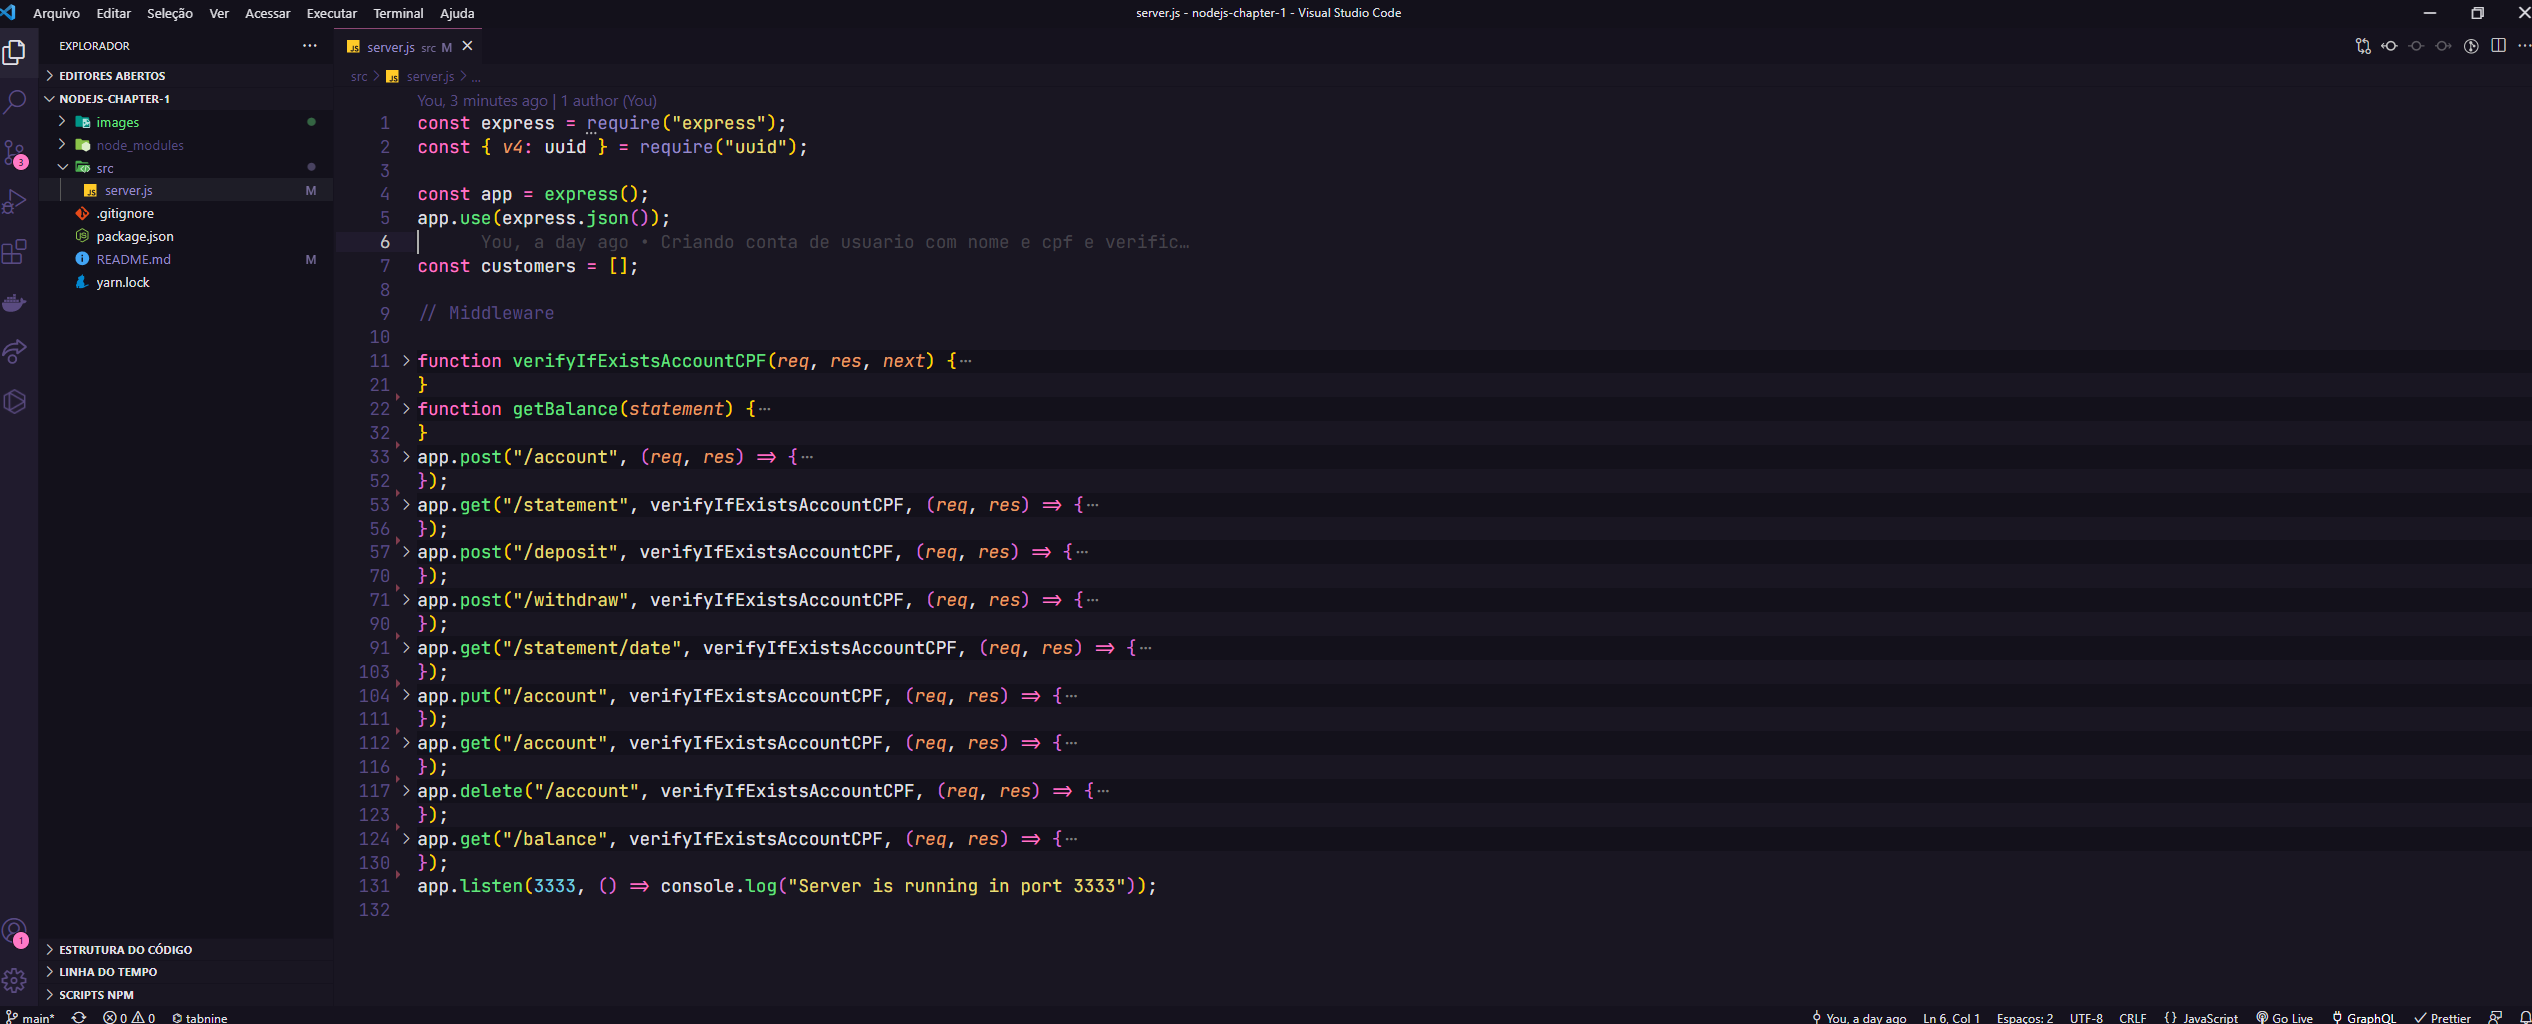 Arquivo Editar Seleção Ver Acessar Executar Terminal Ajuda
server.js - nodejs-chapter-1 - Visual Studio Code
EXPLORADOR
EDITORES ABERTOS
NODEJS-CHAPTER-1
images
node_modules
src
server.js M
.gitignore
package.json
README.md M
yarn.lock
ESTRUTURA DO CÓDIGO
LINHA DO TEMPO
SCRIPTS NPM
3
1
server.js src M
src > server.js > ...
You, 3 minutes ago | 1 author (You)
1 const express = require("express");
2 const { v4: uuid } = require("uuid");
3
4 const app = express();
5 app.use(express.json());
6 You, a day ago • Criando conta de usuario com nome e cpf e verific…
7 const customers = [];
8
9 // Middleware
10
11 function verifyIfExistsAccountCPF(req, res, next) {···
21 }
22 function getBalance(statement) {···
32 }
33 app.post("/account", (req, res) => {···
52 });
53 app.get("/statement", verifyIfExistsAccountCPF, (req, res) => {···
56 });
57 app.post("/deposit", verifyIfExistsAccountCPF, (req, res) => {···
70 });
71 app.post("/withdraw", verifyIfExistsAccountCPF, (req, res) => {···
90 });
91 app.get("/statement/date", verifyIfExistsAccountCPF, (req, res) => {···
103 });
104 app.put("/account", verifyIfExistsAccountCPF, (req, res) => {···
111 });
112 app.get("/account", verifyIfExistsAccountCPF, (req, res) => {···
116 });
117 app.delete("/account", verifyIfExistsAccountCPF, (req, res) => {···
123 });
124 app.get("/balance", verifyIfExistsAccountCPF, (req, res) => {···
130 });
131 app.listen(3333, () => console.log("Server is running in port 3333"));
132
main* 0 0 tabnine
You, a day ago Ln 6, Col 1 Espaços: 2 UTF-8 CRLF {} JavaScript Go Live GraphQL Prettier